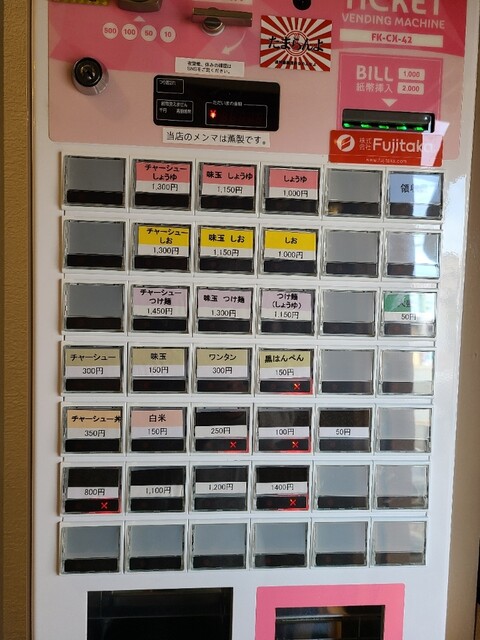 TICKET
VENDING MACHINE
FK-CX-42
500 100 50 10
たまらんよ
BILL 1,000
紙幣挿入 2,000
当店のメンマは薫製です。
株式会社 Fujitaka
www.fujitaka.com
チャーシュー しょうゆ 1,300円
味玉 しょうゆ 1,150円
しょうゆ 1,000円
チャーシュー しお 1,300円
味玉 しお 1,150円
しお 1,000円
チャーシュー つけ麺 1,450円
味玉 つけ麺 1,300円
つけ麺 (しょうゆ) 1,150円
50円
チャーシュー 300円
味玉 150円
ワンタン 300円
黒はんぺん 150円
チャーシュー丼 350円
白米 150円
250円
100円
50円
800円
1,100円
1,200円
1400円